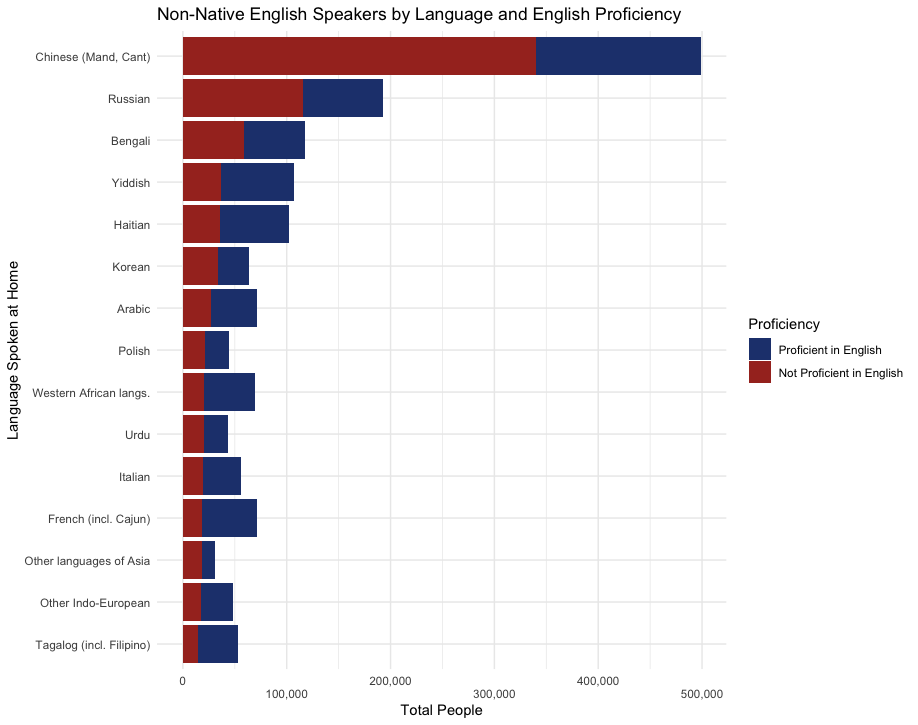 Non-Native English Speakers by Language and English Proficiency
Language Spoken at Home
Chinese (Mand, Cant)
Russian
Bengali
Yiddish
Haitian
Korean
Arabic
Polish
Western African langs.
Urdu
Italian
French (incl. Cajun)
Other languages of Asia
Other Indo-European
Tagalog (incl. Filipino)
0
100,000
200,000
300,000
400,000
500,000
Total People
Proficiency
Proficient in English
Not Proficient in English